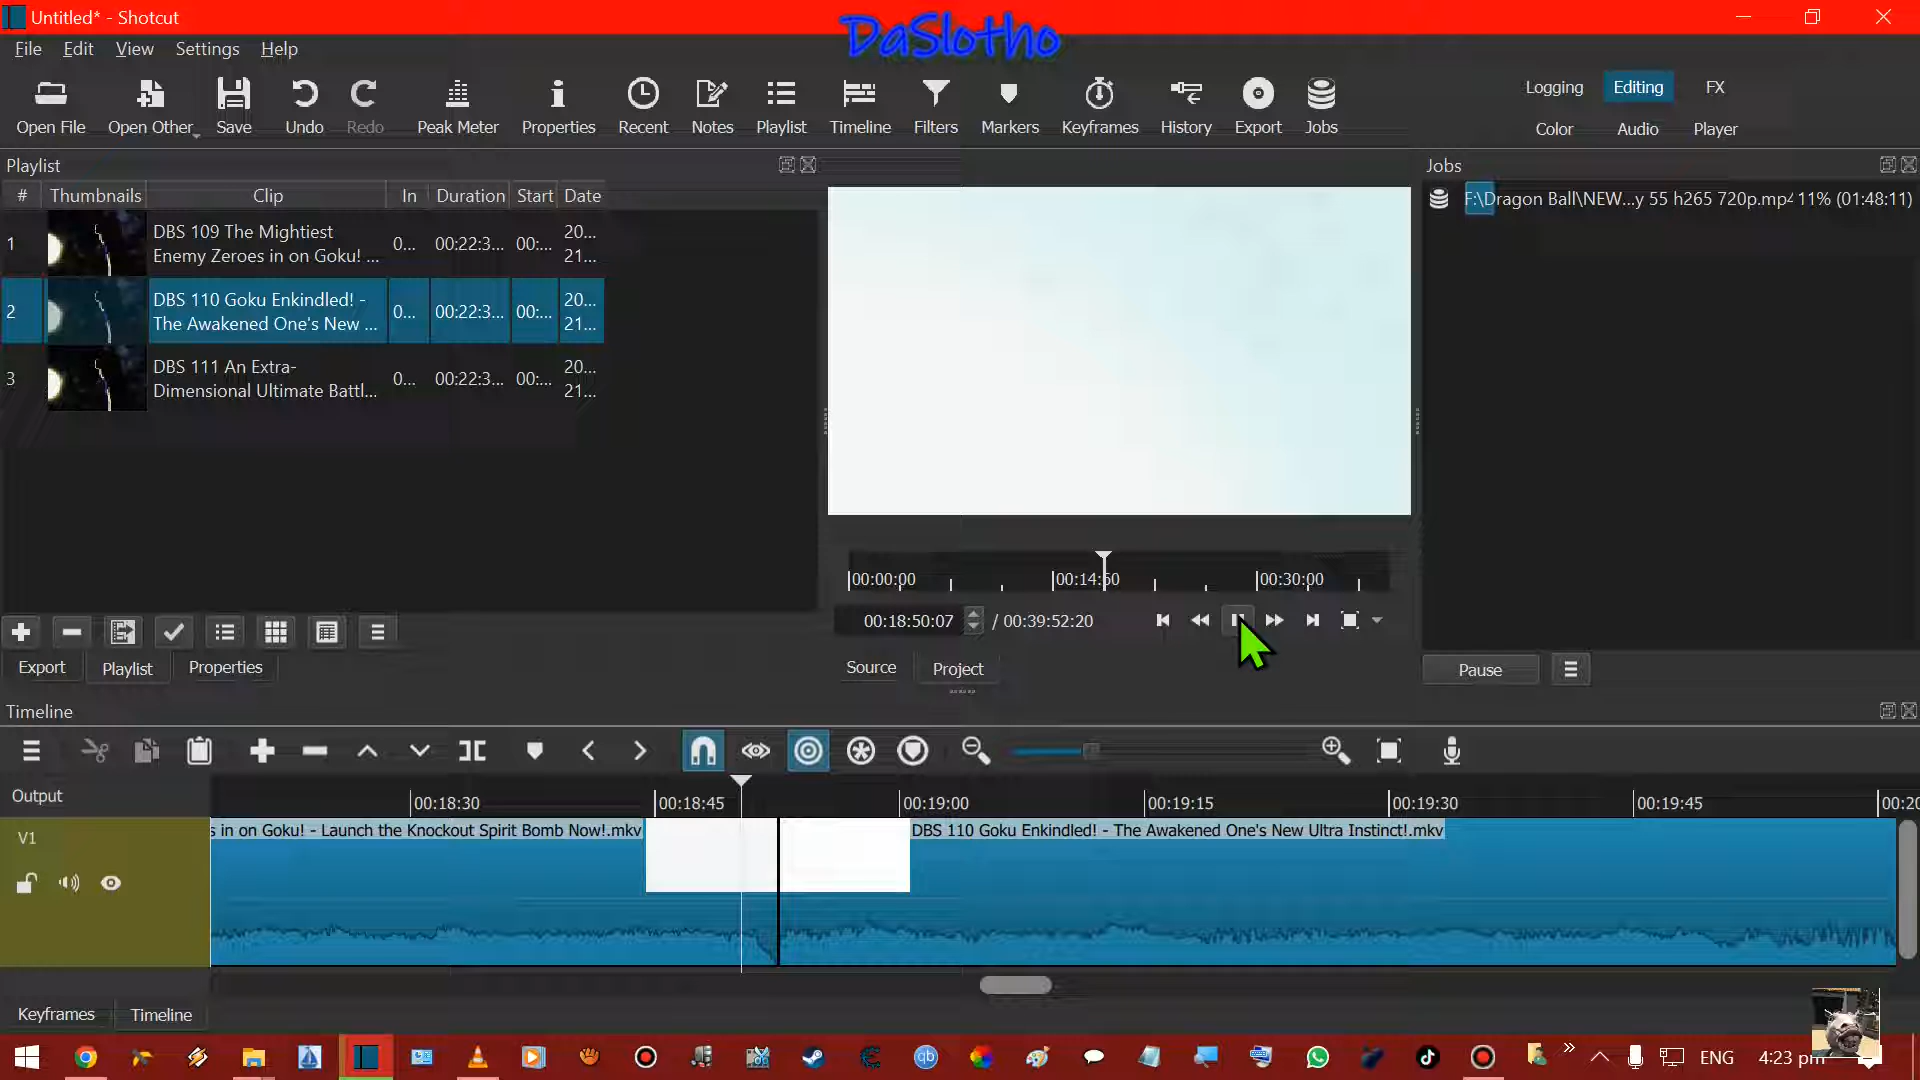 Untitled* - Shotcut
DaSlotho
File Edit View Settings Help
Open File Open Other Save Undo Redo Peak Meter Properties Recent Notes Playlist Timeline Filters Markers Keyframes History Export Jobs
Logging Editing FX
Color Audio Player
Playlist
# Thumbnails Clip In Duration Start Date
1 DBS 109 The Mightiest Enemy Zeroes in on Goku! ... 0... 00:22:3... 00:... 20... 21...
2 DBS 110 Goku Enkindled! - The Awakened One's New ... 0... 00:22:3... 00:... 20... 21...
3 DBS 111 An Extra-Dimensional Ultimate Battl... 0... 00:22:3... 00:... 20... 21...
Export Playlist Properties
00:00:00 00:14:60 00:30:00
00:18:50:07 / 00:39:52:20
Source Project
Jobs
F:\Dragon Ball\NEW...y 55 h265 720p.mp4 11% (01:48:11)
Pause
Timeline
Output
00:18:30 00:18:45 00:19:00 00:19:15 00:19:30 00:19:45 00:20
V1
s in on Goku! - Launch the Knockout Spirit Bomb Now!.mkv
DBS 110 Goku Enkindled! - The Awakened One's New Ultra Instinct!.mkv
Keyframes Timeline
ENG 4:23 pm